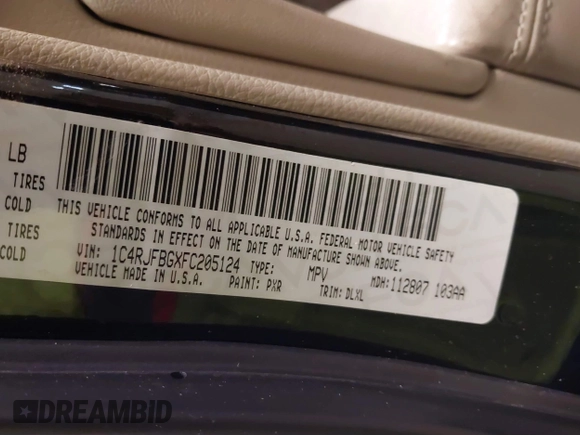 LB
TIRES
COLD
TIRES
COLD
THIS VEHICLE CONFORMS TO ALL APPLICABLE U.S.A. FEDERAL MOTOR VEHICLE SAFETY
STANDARDS IN EFFECT ON THE DATE OF MANUFACTURE SHOWN ABOVE.
VIN: 1C4RJFBGXFC205124 TYPE: MPV MDH: 112807 103AA
VEHICLE MADE IN U.S.A. PAINT: PXR TRIM: DLXL
DREAMBID